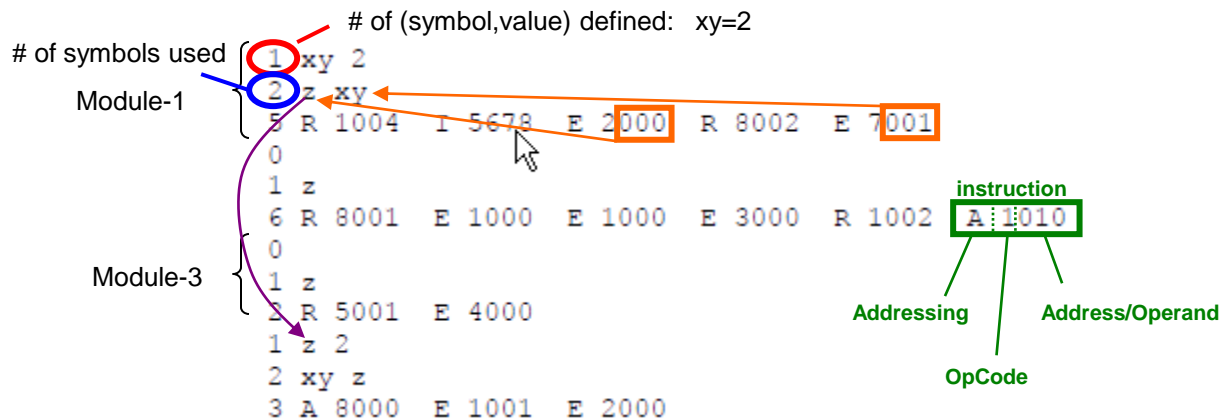 # of (symbol,value) defined: xy=2
# of symbols used
1 xy 2
Module-1
2 z xy
5 R 1004 I 5678 E 2000 R 8002 E 7001
0
1 z
instruction
6 R 8001 E 1000 E 1000 E 3000 R 1002 A 1010
0
Module-3
1 z
2 R 5001 E 4000
Addressing
Address/Operand
1 z 2
OpCode
2 xy z
3 A 8000 E 1001 E 2000